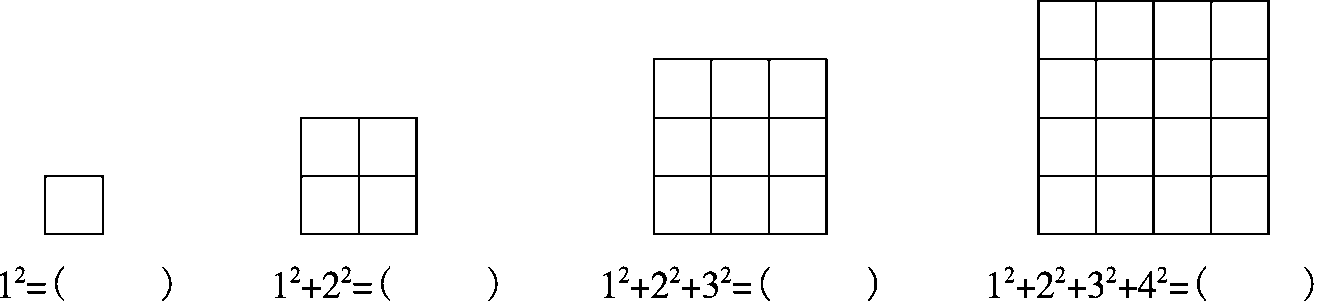 1²=(　　) 1²+2²=(　　) 1²+2²+3²=(　　) 1²+2²+3²+4²=(　　)